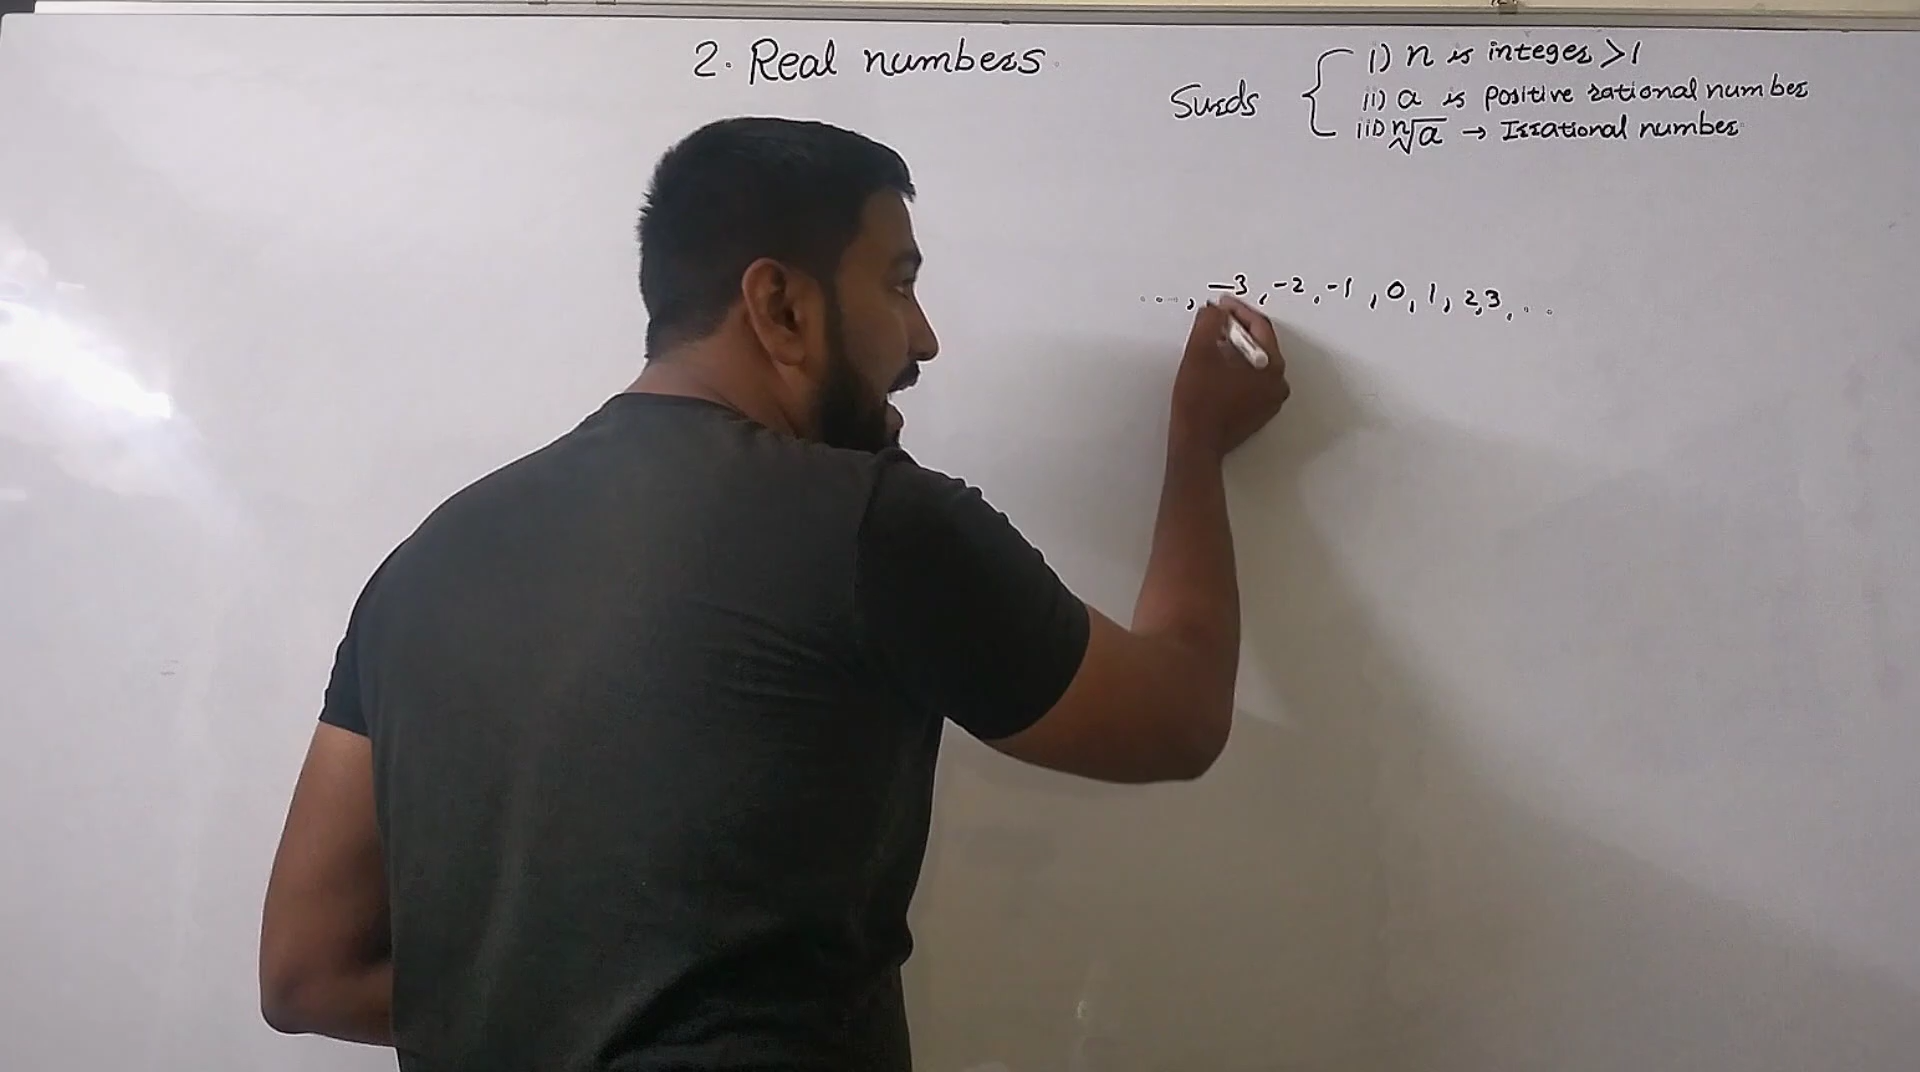 2. Real numbers
Surds
i) n is integer >1
ii) a is positive rational number
iii) ⁿ√a → Irrational number
..., -3, -2, -1, 0, 1, 2, 3, ...